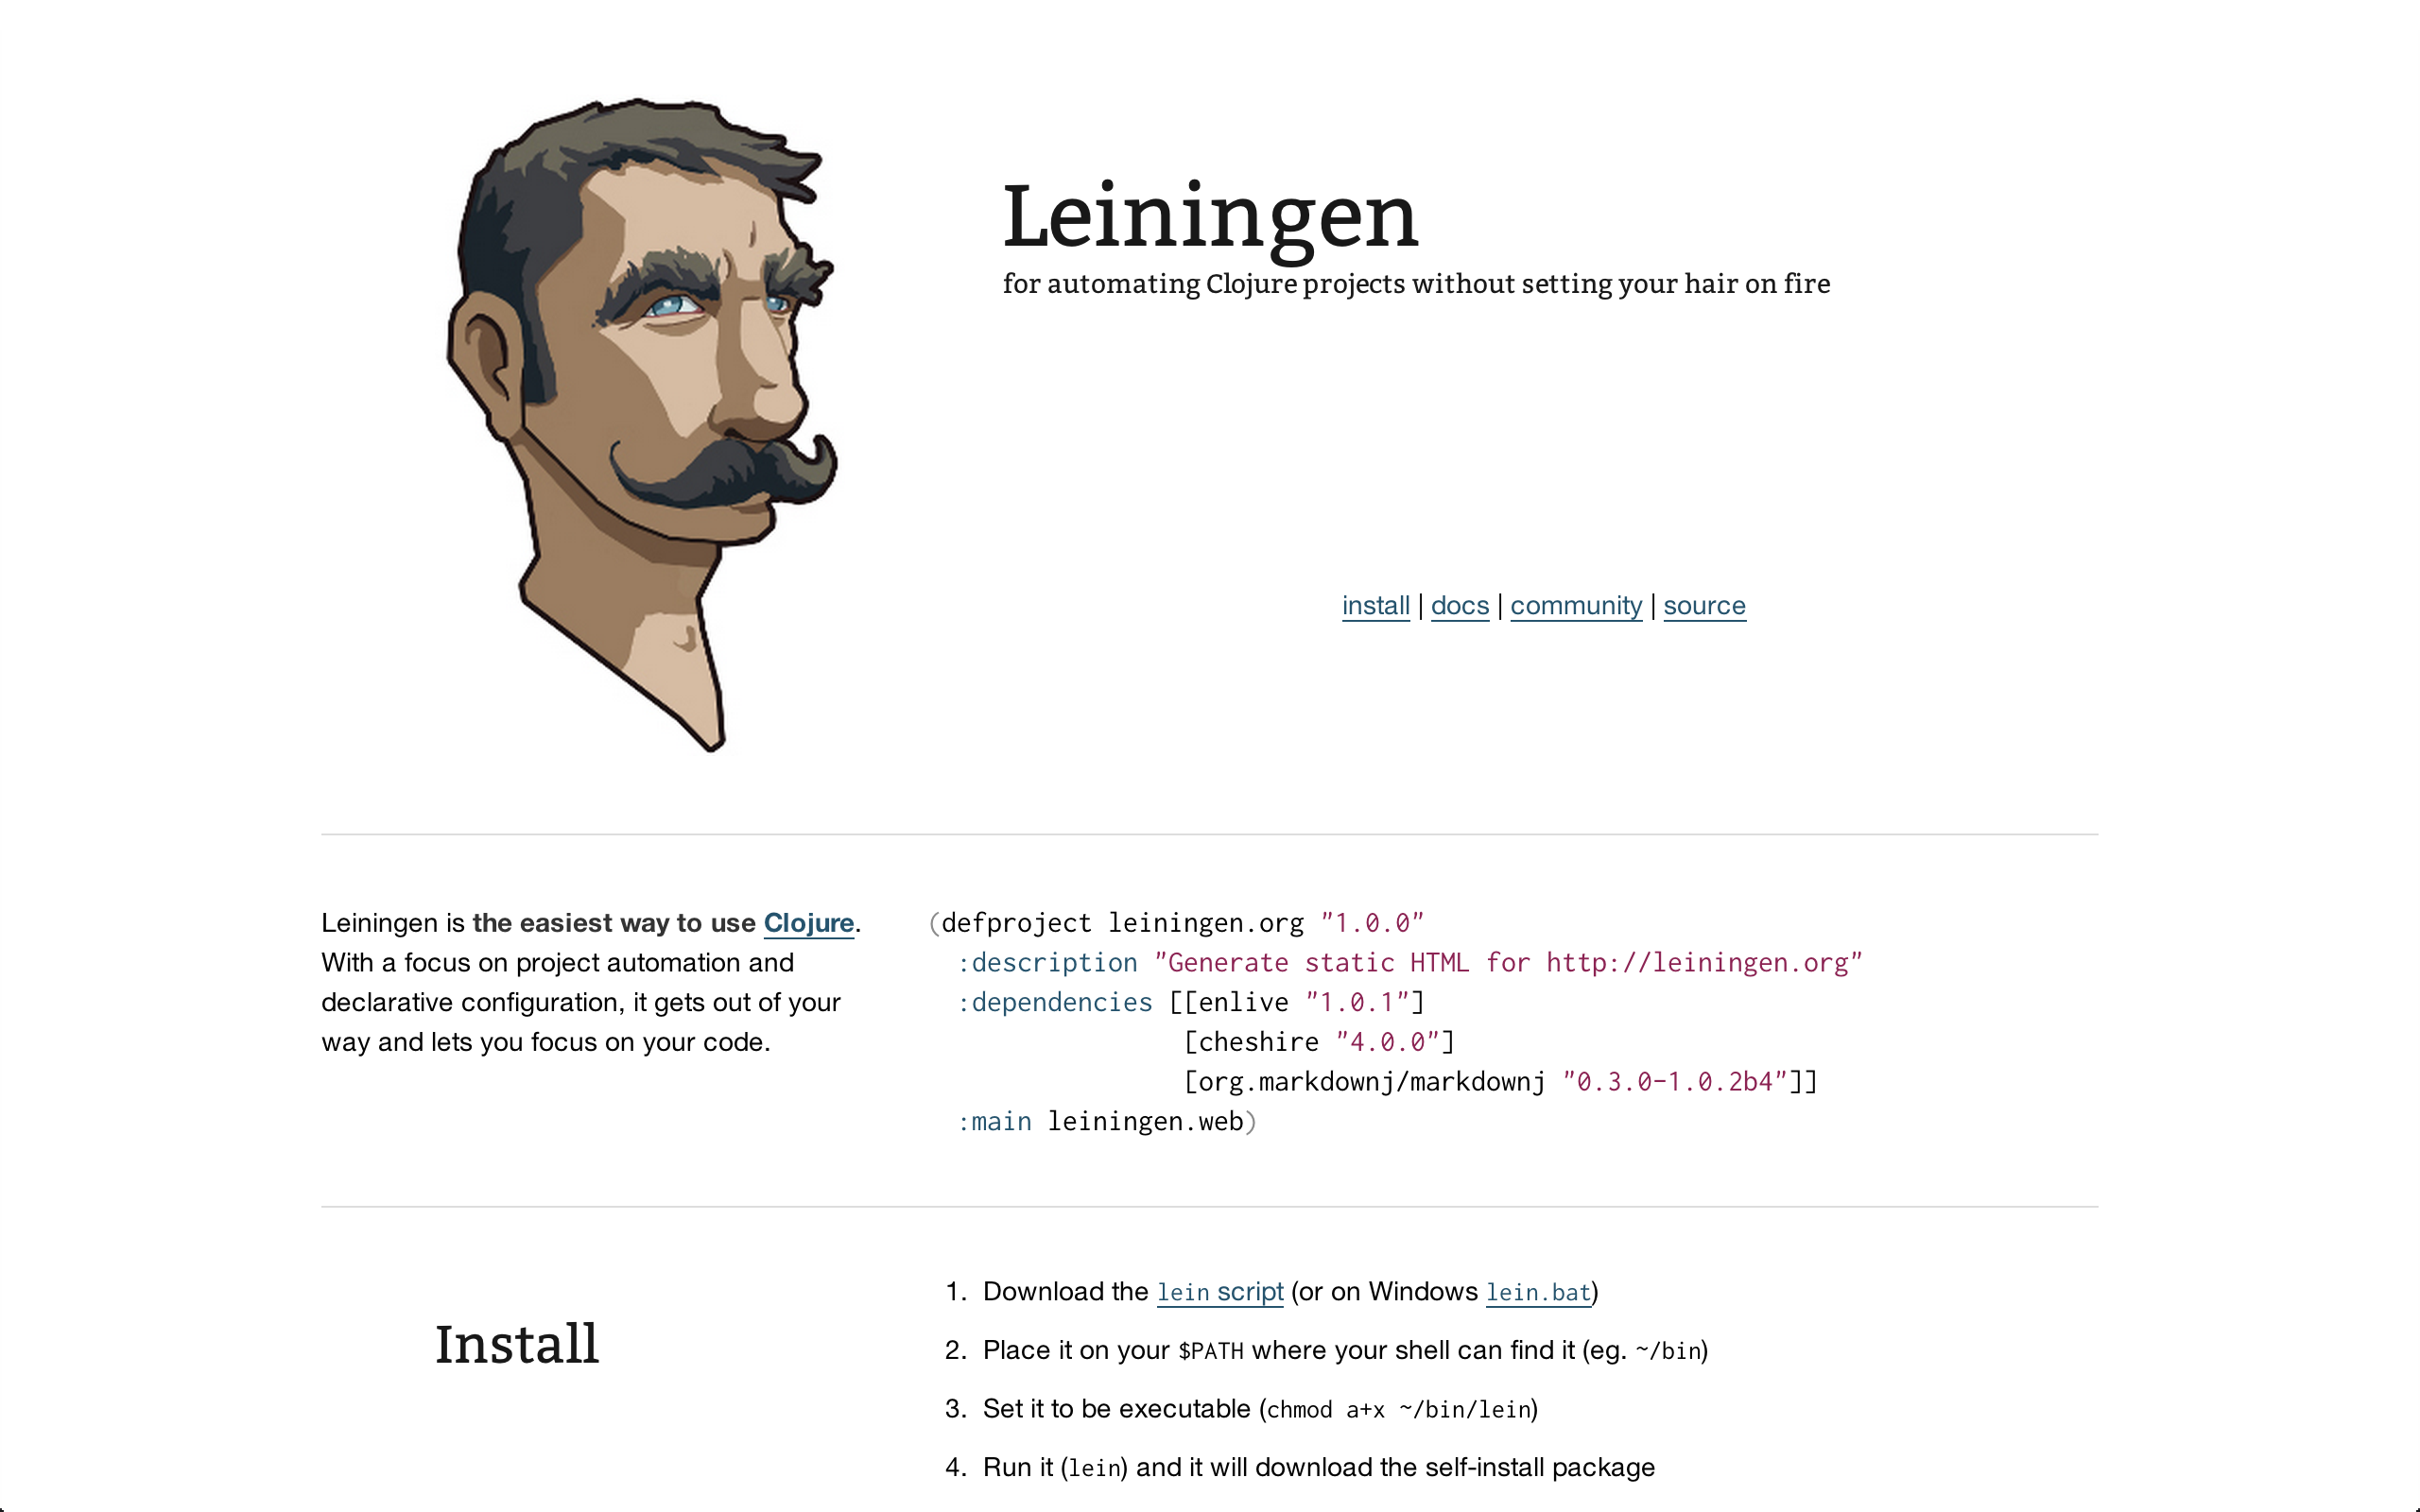 Leiningen
for automating Clojure projects without setting your hair on fire
install | docs | community | source
Leiningen is the easiest way to use Clojure.
With a focus on project automation and
declarative configuration, it gets out of your
way and lets you focus on your code.
(defproject leiningen.org "1.0.0"
  :description "Generate static HTML for http://leiningen.org"
  :dependencies [[enlive "1.0.1"]
                 [cheshire "4.0.0"]
                 [org.markdownj/markdownj "0.3.0-1.0.2b4"]]
  :main leiningen.web)
Install
1. Download the lein script (or on Windows lein.bat)
2. Place it on your $PATH where your shell can find it (eg. ~/bin)
3. Set it to be executable (chmod a+x ~/bin/lein)
4. Run it (lein) and it will download the self-install package